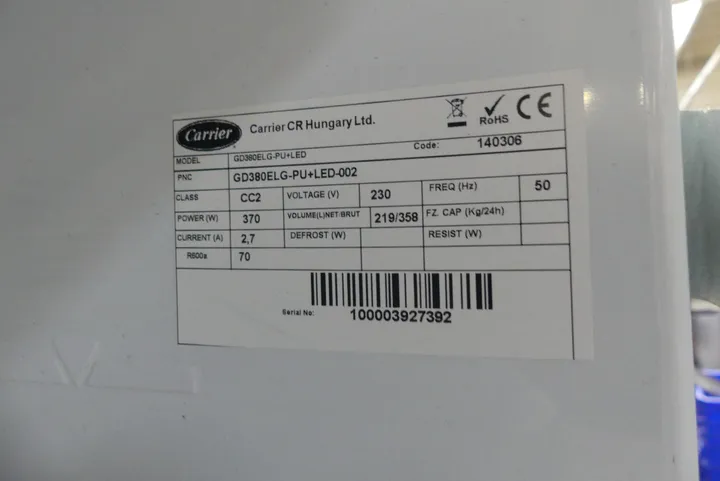 Carrier Carrier CR Hungary Ltd. RoHS CE
MODEL GD380ELG-PU+LED Code: 140306
PNC GD380ELG-PU+LED-002
CLASS CC2 VOLTAGE (V) 230 FREQ (Hz) 50
POWER (W) 370 VOLUME(L)NET/BRUT 219/358 FZ. CAP (Kg/24h)
CURRENT (A) 2,7 DEFROST (W) RESIST (W)
R600a 70
Serial No: 100003927392